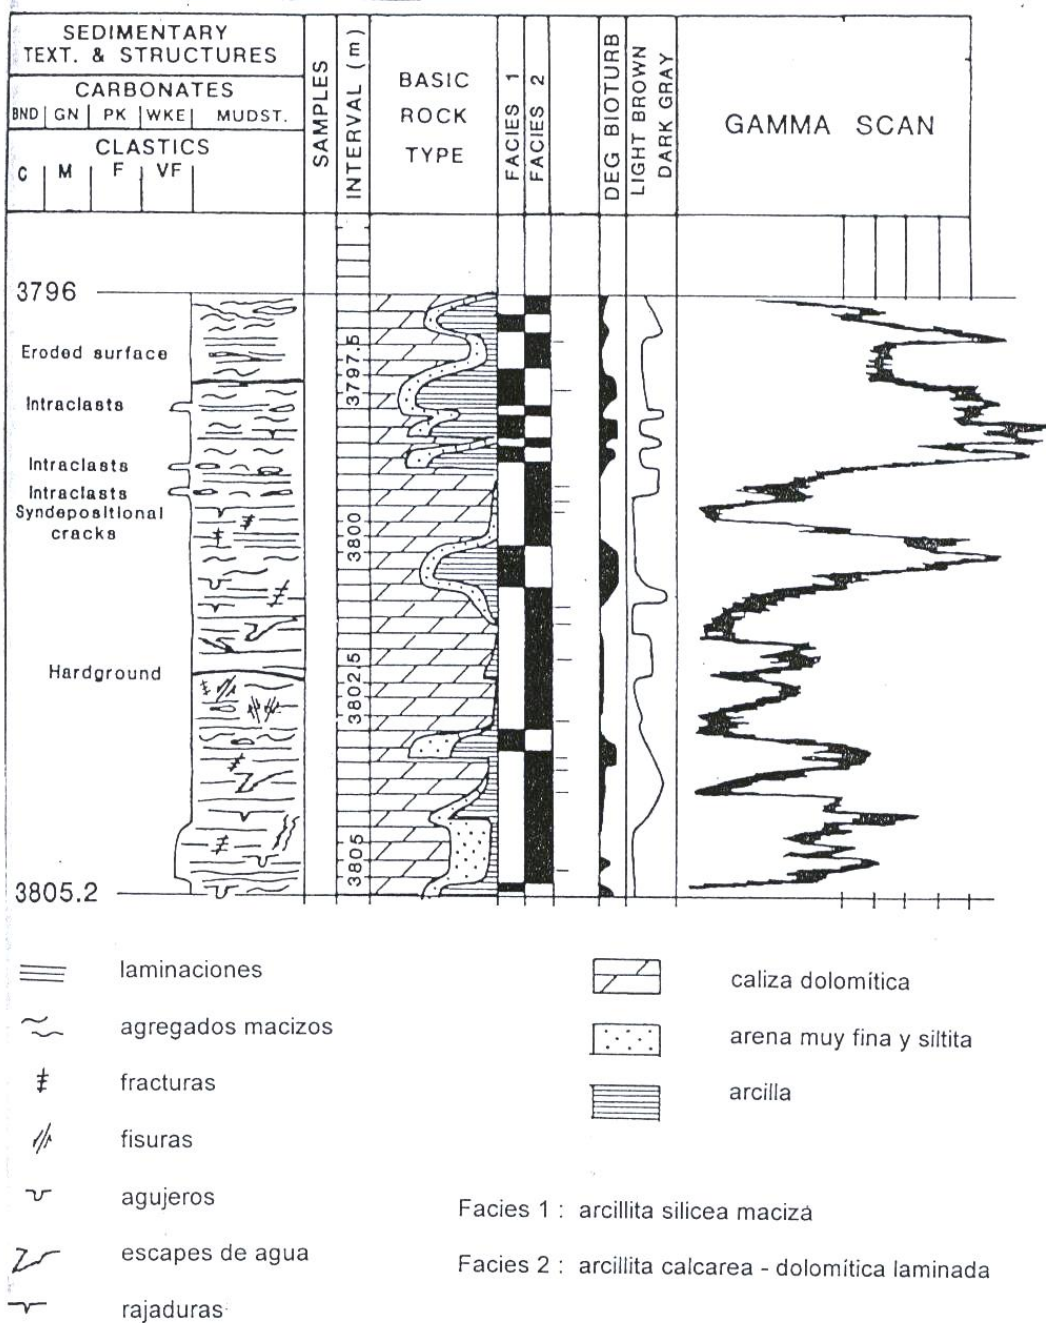 SEDIMENTARY
TEXT. & STRUCTURES
CARBONATES
BND GN PK WKE MUDST.
CLASTICS
C M F VF
SAMPLES
INTERVAL (m)
BASIC
ROCK
TYPE
FACIES 1
FACIES 2
DEG BIOTURB
LIGHT BROWN
DARK GRAY
GAMMA SCAN
3796
Eroded surface
3797.5
Intraclasts
Intraclasts
Intraclasts
Syndepositional
cracks
3800
Hardground
3802.5
3805
3805.2
laminaciones
agregados macizos
fracturas
fisuras
agujeros
escapes de agua
rajaduras
caliza dolomítica
arena muy fina y siltita
arcilla
Facies 1 : arcillita silicea maciza
Facies 2 : arcillita calcarea - dolomítica laminada